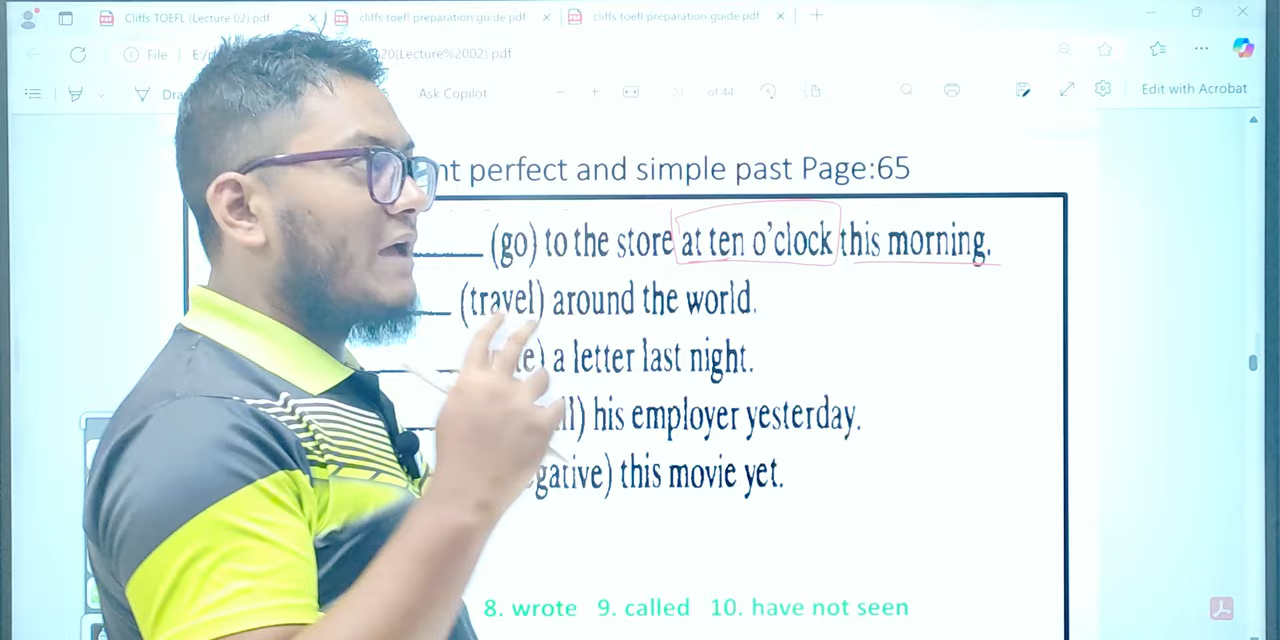 Cliffs TOEFL (Lecture 02).pdf cliffs toefl preparation guide.pdf cliffs toefl preparation guide.pdf
File E:/ 20(Lecture%2002).pdf
Ask Copilot of 44 Edit with Acrobat
perfect and simple past Page:65
(go) to the store at ten o'clock this morning.
(travel) around the world.
a letter last night.
his employer yesterday.
this movie yet.
8. wrote 9. called 10. have not seen